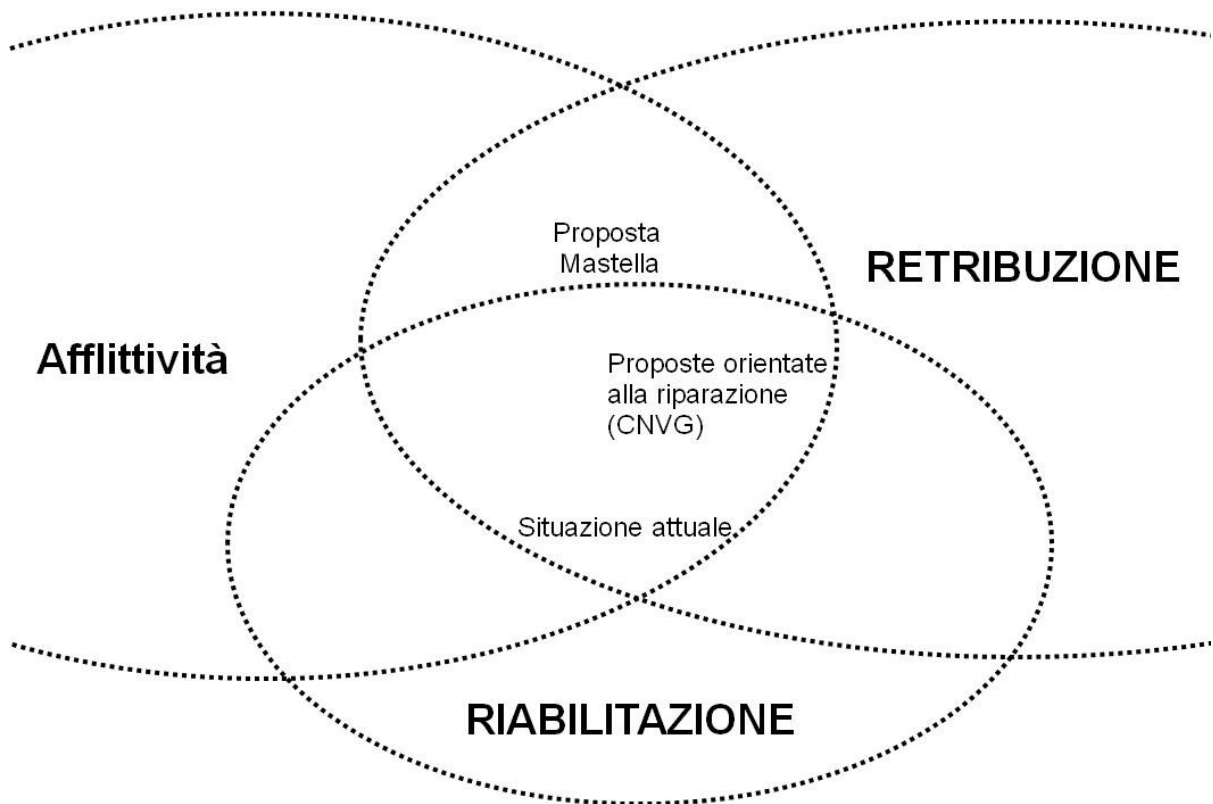 Proposta
Mastella
RETRIBUZIONE
Afflittività
Proposte orientate
alla riparazione
(CNVG)
Situazione attuale
RIABILITAZIONE